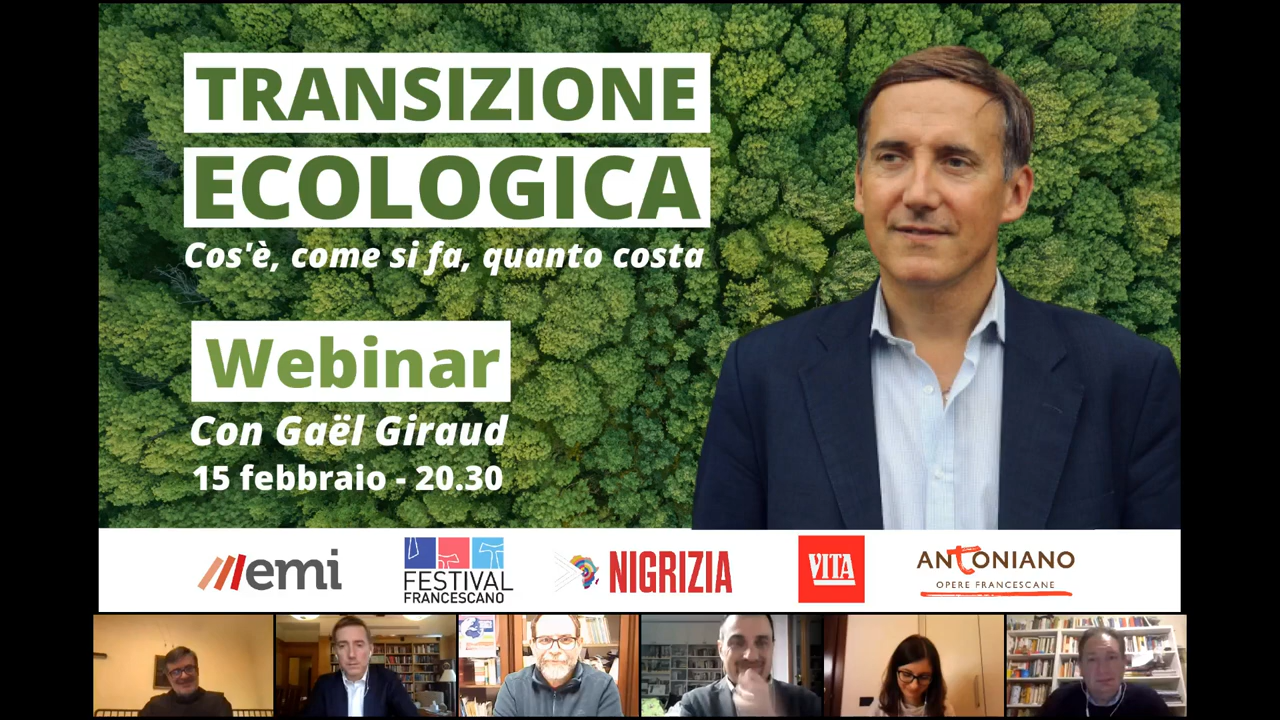 TRANSIZIONE
ECOLOGICA
Cos'è, come si fa, quanto costa
Webinar
Con Gaël Giraud
15 febbraio - 20.30
emi
FESTIVAL
FRANCESCANO
NIGRIZIA
VITA
ANTONIANO
OPERE FRANCESCANE